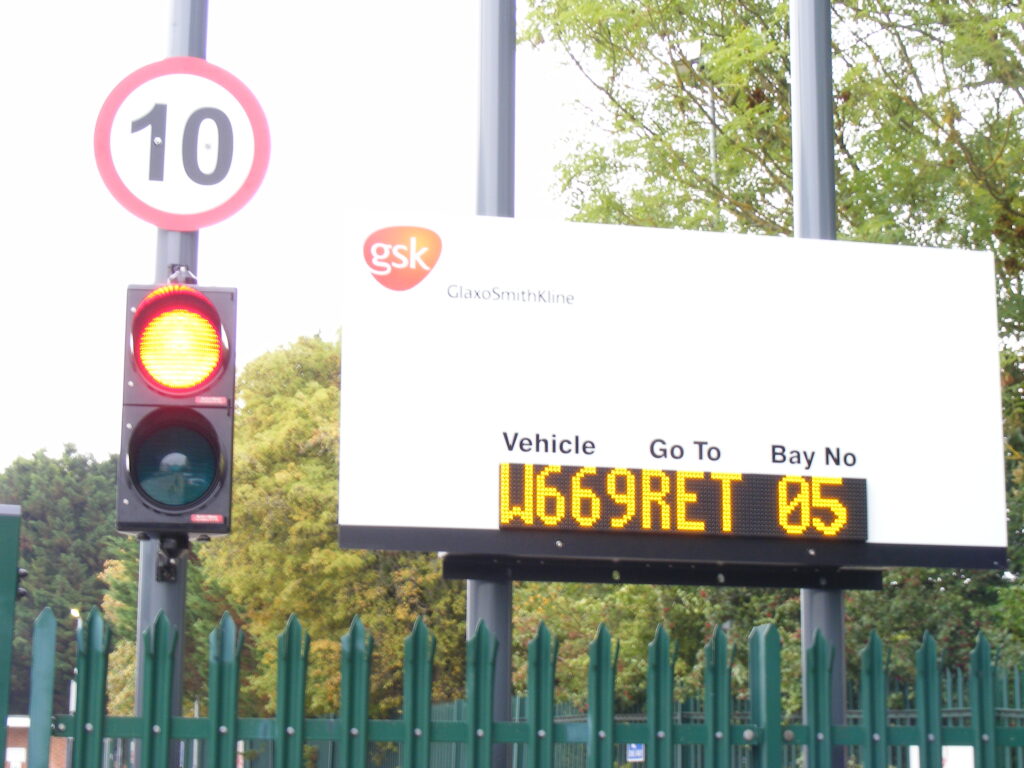 10
gsk
GlaxoSmithKline
Vehicle Go To Bay No
W669RET 05